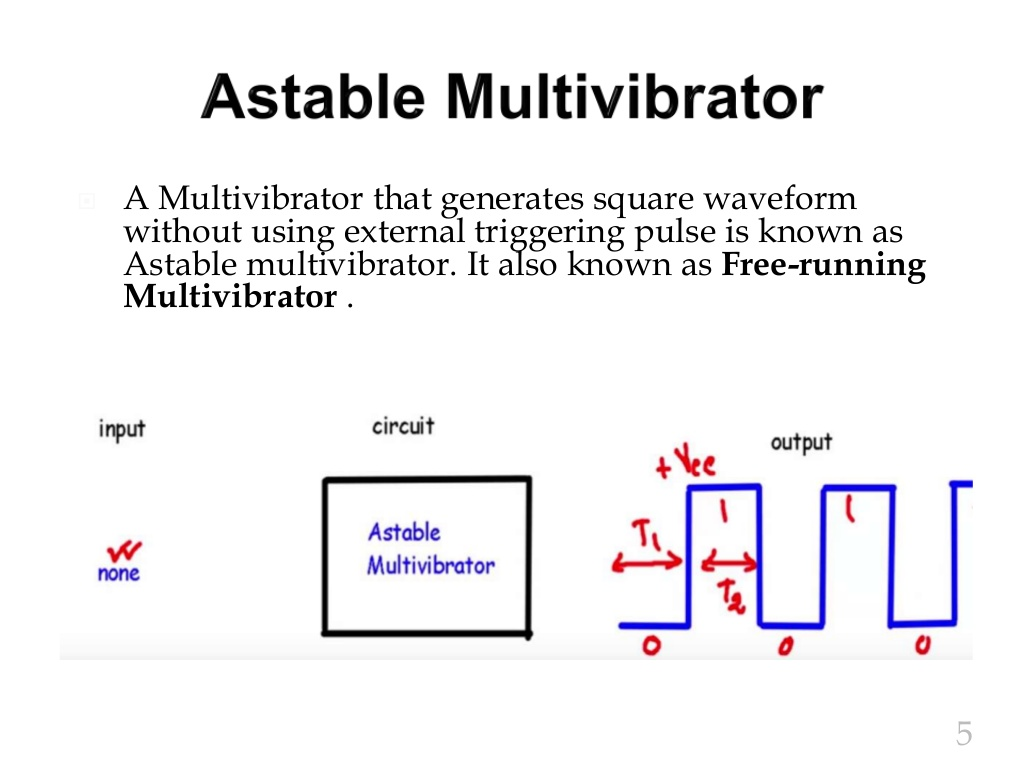 Astable Multivibrator
A Multivibrator that generates square waveform
without using external triggering pulse is known as
Astable multivibrator. It also known as Free-running
Multivibrator .
input
circuit
output
+Vcc
Astable
Multivibrator
none
T1
1
1
T2
0
0
0
5